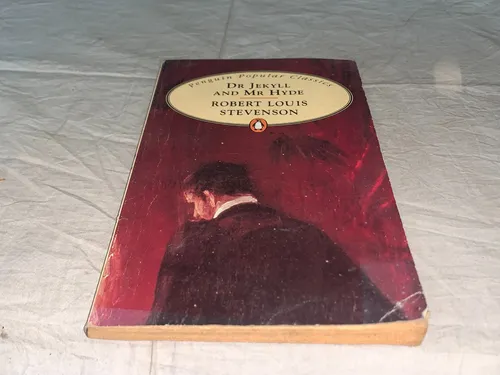 Penguin Popular Classics
DR JEKYLL
AND MR HYDE
ROBERT LOUIS
STEVENSON